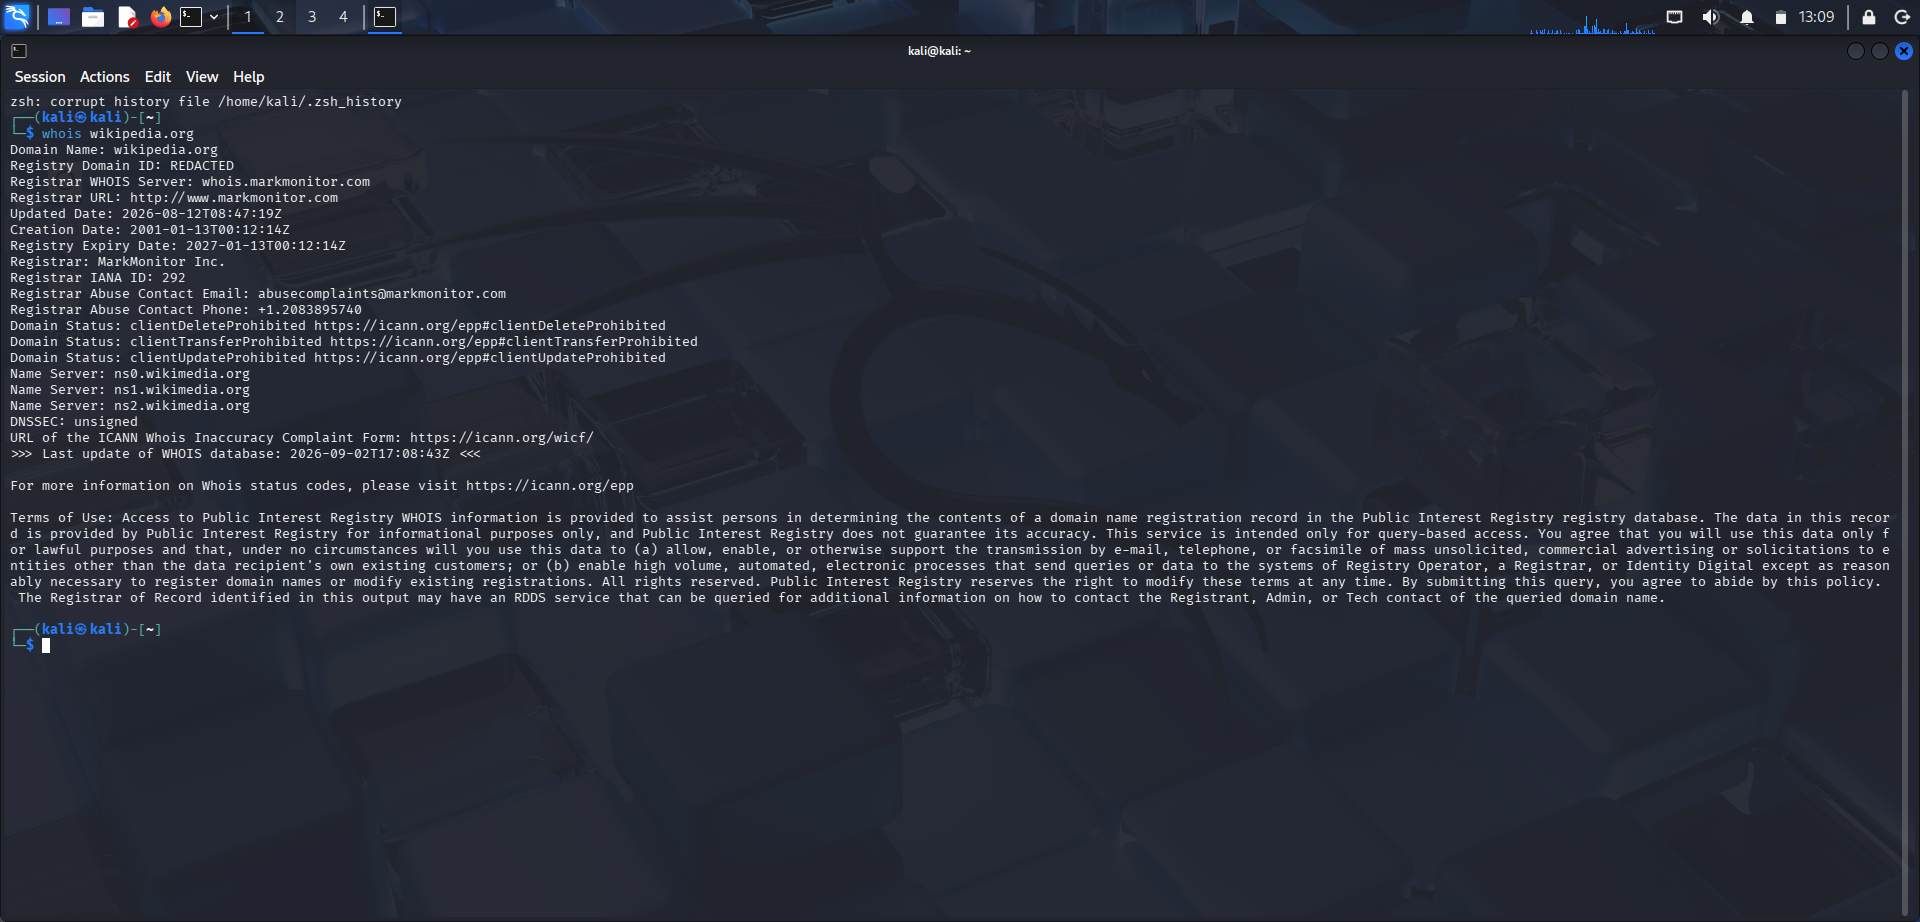 1 2 3 4 13:09
kali@kali: ~
Session Actions Edit View Help
zsh: corrupt history file /home/kali/.zsh_history
┌──(kali㉿kali)-[~]
└─$ whois wikipedia.org
Domain Name: wikipedia.org
Registry Domain ID: REDACTED
Registrar WHOIS Server: whois.markmonitor.com
Registrar URL: http://www.markmonitor.com
Updated Date: 2026-08-12T08:47:19Z
Creation Date: 2001-01-13T00:12:14Z
Registry Expiry Date: 2027-01-13T00:12:14Z
Registrar: MarkMonitor Inc.
Registrar IANA ID: 292
Registrar Abuse Contact Email: abusecomplaints@markmonitor.com
Registrar Abuse Contact Phone: +1.2083895740
Domain Status: clientDeleteProhibited https://icann.org/epp#clientDeleteProhibited
Domain Status: clientTransferProhibited https://icann.org/epp#clientTransferProhibited
Domain Status: clientUpdateProhibited https://icann.org/epp#clientUpdateProhibited
Name Server: ns0.wikimedia.org
Name Server: ns1.wikimedia.org
Name Server: ns2.wikimedia.org
DNSSEC: unsigned
URL of the ICANN Whois Inaccuracy Complaint Form: https://icann.org/wicf/
>>> Last update of WHOIS database: 2026-09-02T17:08:43Z <<<
For more information on Whois status codes, please visit https://icann.org/epp
Terms of Use: Access to Public Interest Registry WHOIS information is provided to assist persons in determining the contents of a domain name registration record in the Public Interest Registry registry database. The data in this recor
d is provided by Public Interest Registry for informational purposes only, and Public Interest Registry does not guarantee its accuracy. This service is intended only for query-based access. You agree that you will use this data only f
or lawful purposes and that, under no circumstances will you use this data to (a) allow, enable, or otherwise support the transmission by e-mail, telephone, or facsimile of mass unsolicited, commercial advertising or solicitations to e
ntities other than the data recipient's own existing customers; or (b) enable high volume, automated, electronic processes that send queries or data to the systems of Registry Operator, a Registrar, or Identity Digital except as reason
ably necessary to register domain names or modify existing registrations. All rights reserved. Public Interest Registry reserves the right to modify these terms at any time. By submitting this query, you agree to abide by this policy.
The Registrar of Record identified in this output may have an RDDS service that can be queried for additional information on how to contact the Registrant, Admin, or Tech contact of the queried domain name.
┌──(kali㉿kali)-[~]
└─$